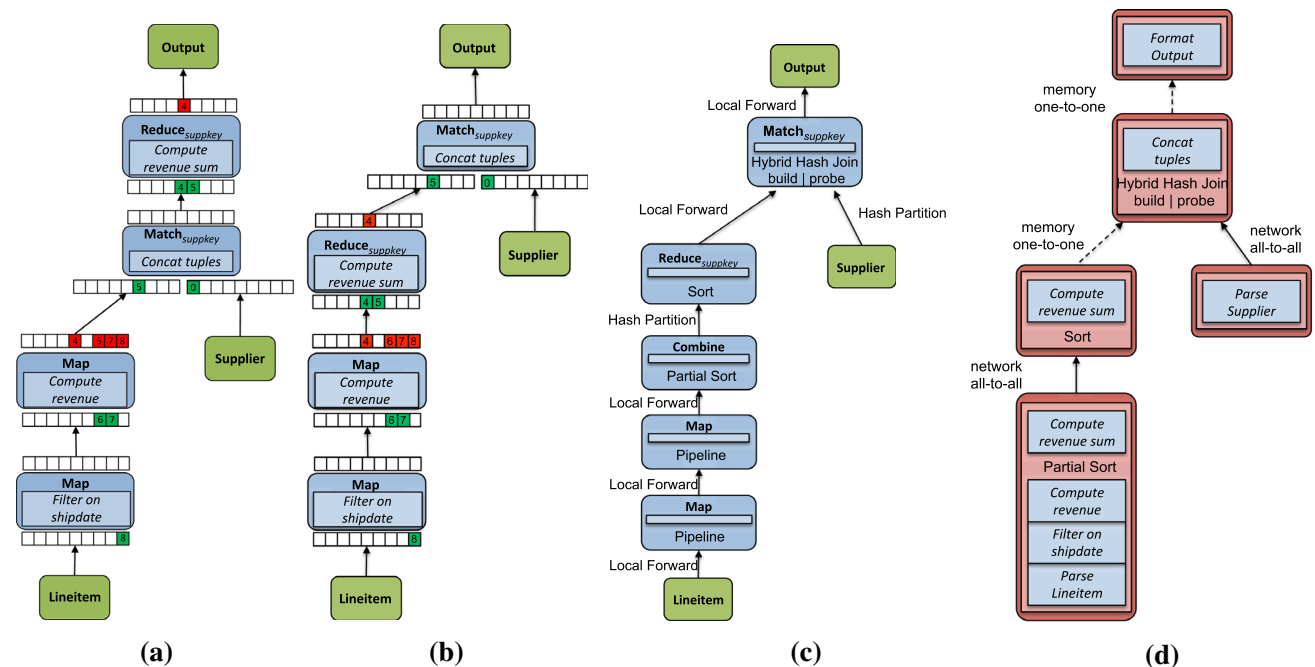 Output
4
Reduce suppkey
Compute
revenue sum
4 5
Match suppkey
Concat tuples
5 0
4 6 7 8
Map
Compute
revenue
Supplier
6 7
Map
Filter on
shipdate
8
Lineitem
(a)
Output
Match suppkey
Concat tuples
5 0
4
Reduce suppkey
Compute
revenue sum
Supplier
4 5
4 6 7 8
Map
Compute
revenue
6 7
Map
Filter on
shipdate
8
Lineitem
(b)
Output
Local Forward
Match suppkey
Hybrid Hash Join
build | probe
Local Forward
Hash Partition
Reduce suppkey
Sort
Supplier
Hash Partition
Combine
Partial Sort
Local Forward
Map
Pipeline
Local Forward
Map
Pipeline
Local Forward
Lineitem
(c)
Format
Output
memory
one-to-one
Concat
tuples
Hybrid Hash Join
build | probe
memory
one-to-one
network
all-to-all
Compute
revenue sum
Sort
Parse
Supplier
network
all-to-all
Compute
revenue sum
Partial Sort
Compute
revenue
Filter on
shipdate
Parse
Lineitem
(d)